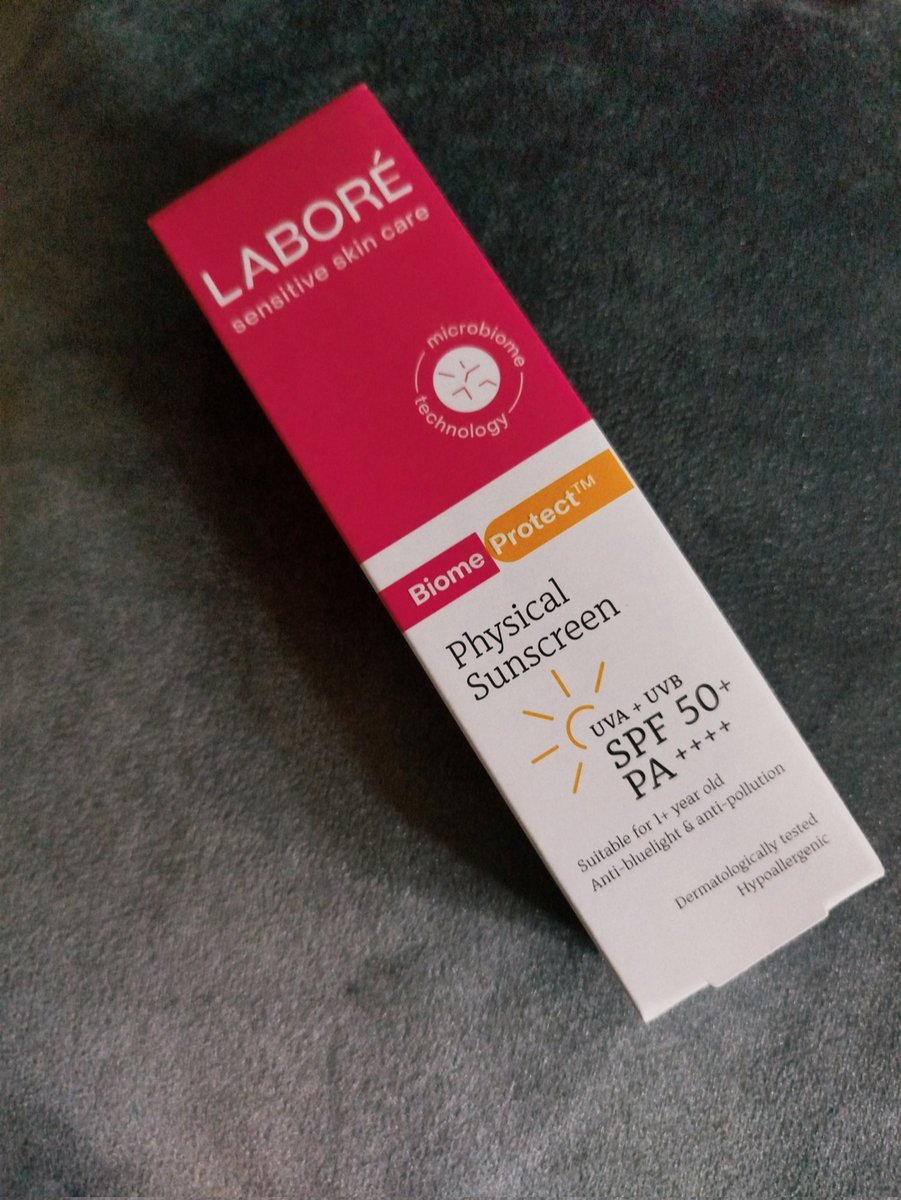 LABORÉ
sensitive skin care
microbiome
technology
Biome Protect™
Physical
Sunscreen
UVA + UVB
SPF 50+
PA ++++
Suitable for 1+ year old
Anti-bluelight & anti-pollution
Dermatologically tested
Hypoallergenic